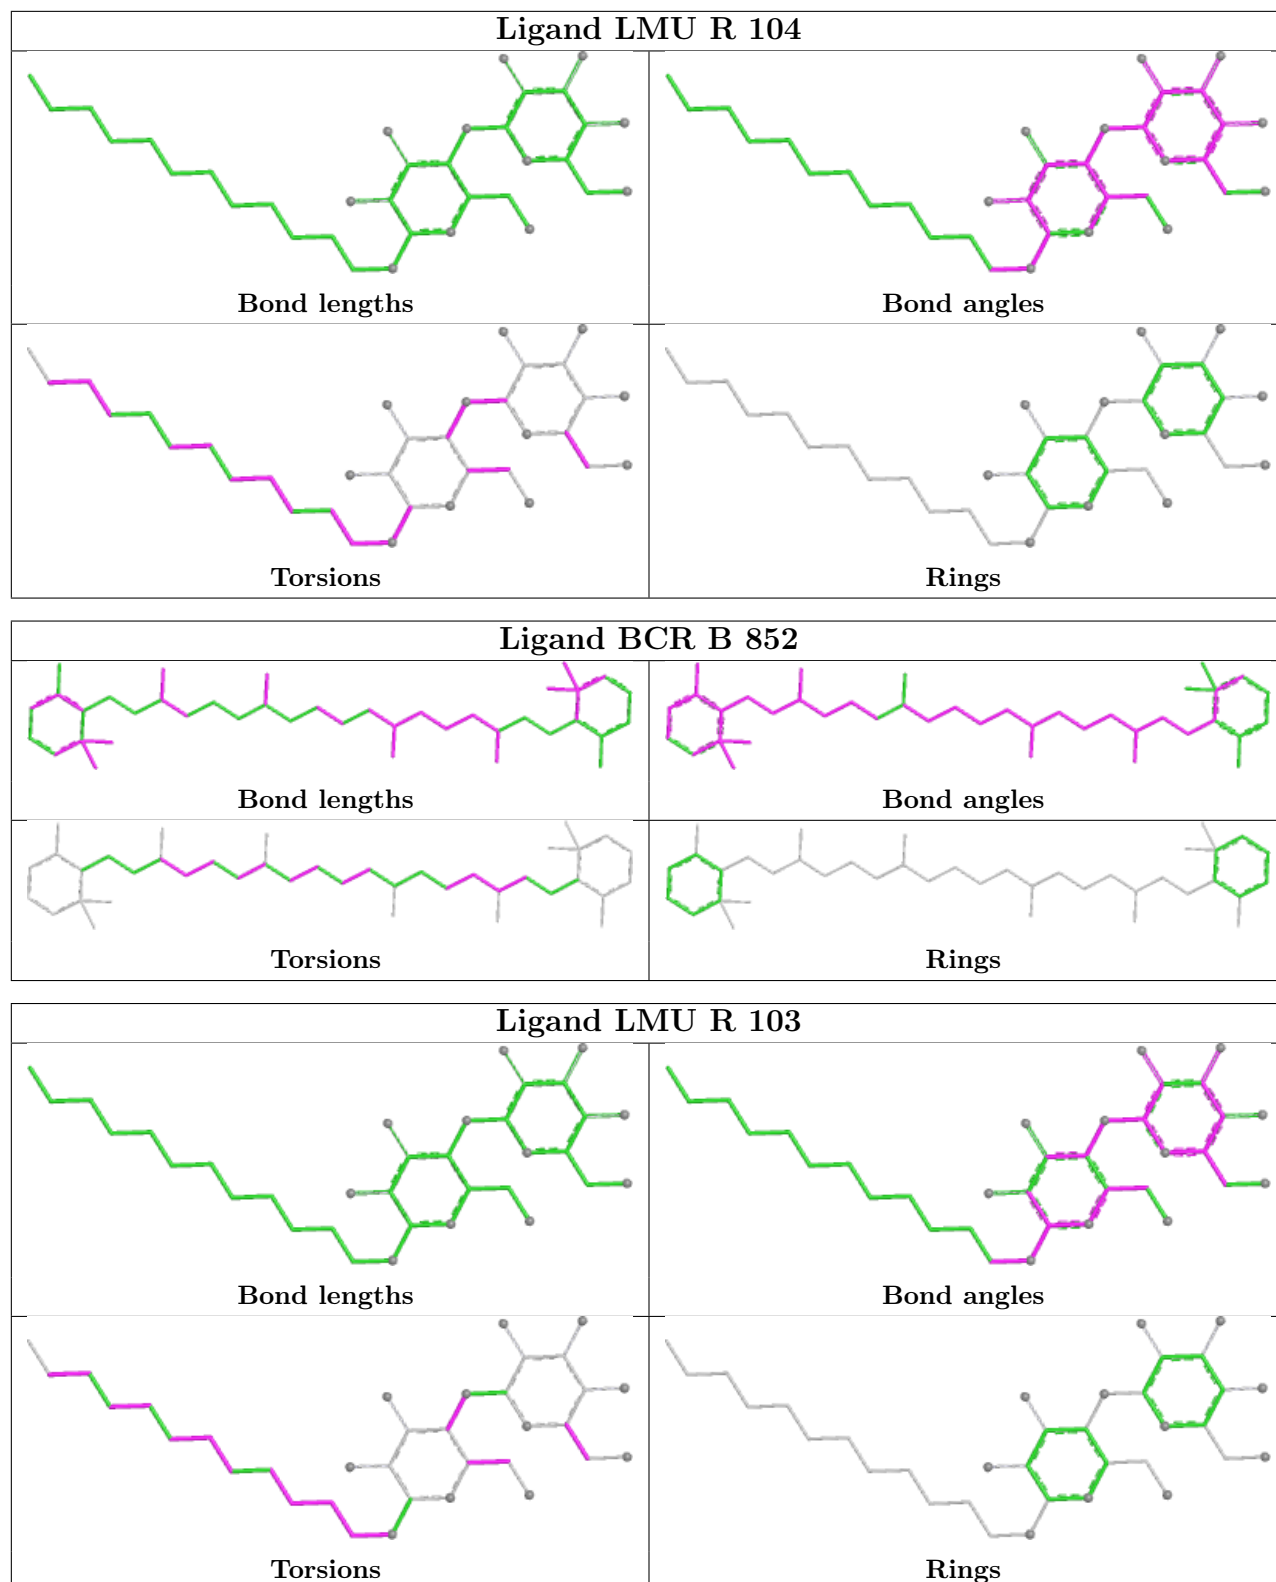 Ligand LMU R 104
Bond lengths
Bond angles
Torsions
Rings
Ligand BCR B 852
Bond lengths
Bond angles
Torsions
Rings
Ligand LMU R 103
Bond lengths
Bond angles
Torsions
Rings